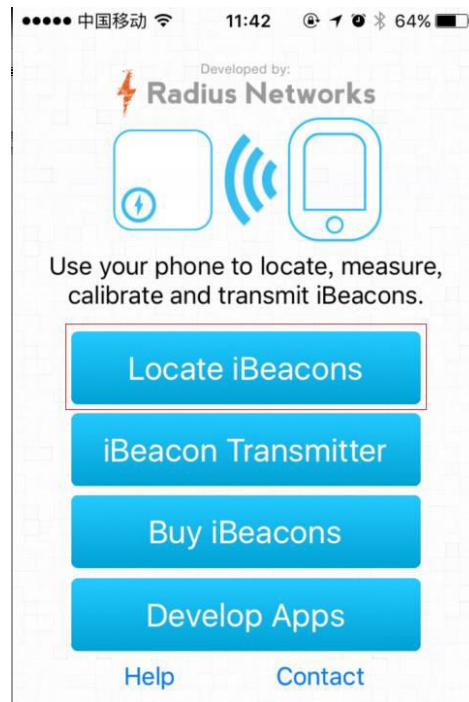 中国移动 11:42 64%
Developed by:
Radius Networks
Use your phone to locate, measure,
calibrate and transmit iBeacons.
Locate iBeacons
iBeacon Transmitter
Buy iBeacons
Develop Apps
Help Contact